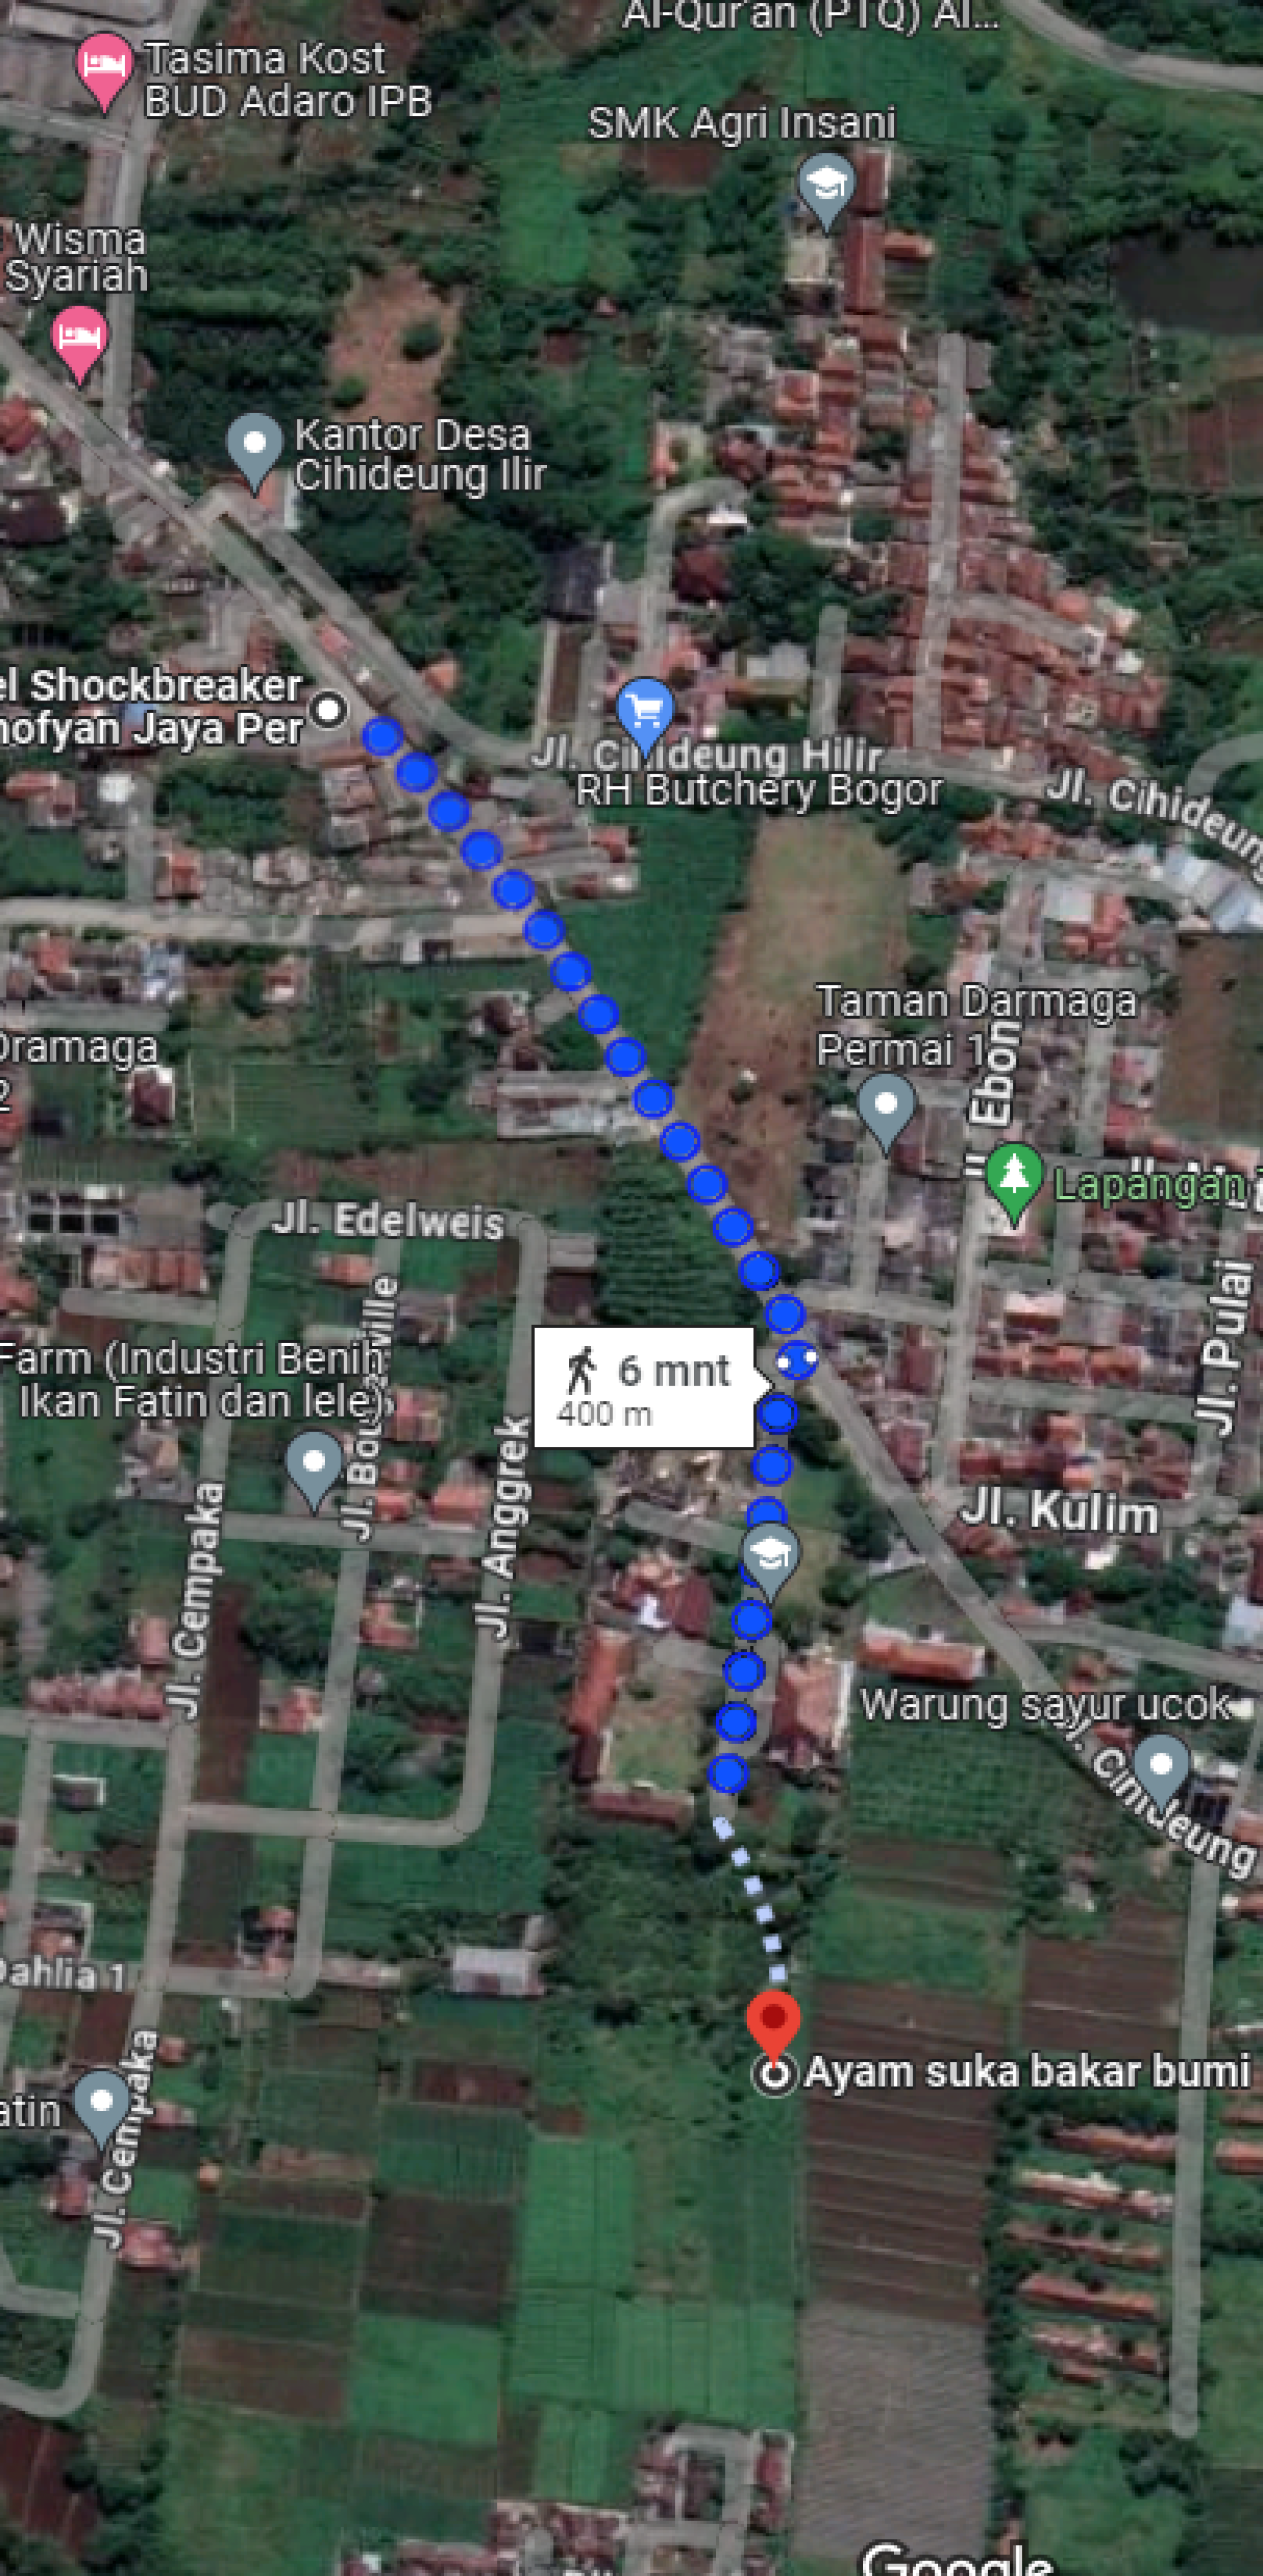 Al-Qur'an (PTQ) Al...
Tasima Kost
BUD Adaro IPB
SMK Agri Insani
Wisma
Syariah
Kantor Desa
Cihideung Ilir
el Shockbreaker
hofyan Jaya Per
Jl. Cihideung Hilir
RH Butchery Bogor
Jl. Cihideung
Taman Darmaga
Permai 1
Dramaga
2
Jl. Ebon
Lapangan
Jl. Edelweis
Jl. Pulai
Farm (Industri Benih
Ikan Fatin dan lele)
6 mnt
400 m
Jl. Anggrek
Jl. Cempaka
Jl. Kulim
Warung sayur ucok
Jl. Cihideung
Dahlia 1
Ayam suka bakar bumi
atin
Jl. Cempaka
Google